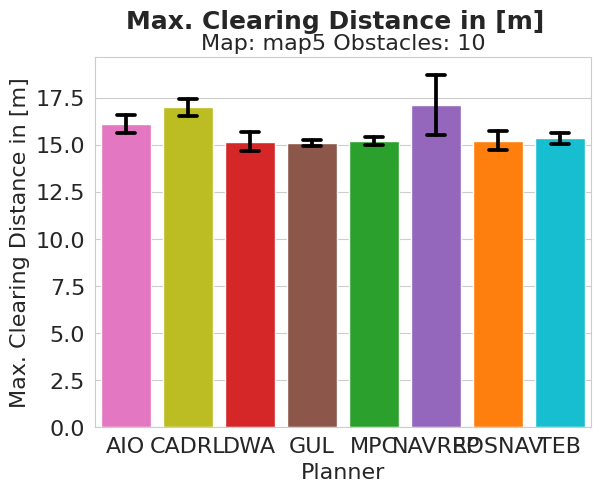 Max. Clearing Distance in [m]
Map: map5 Obstacles: 10
Max. Clearing Distance in [m]
17.5
15.0
12.5
10.0
7.5
5.0
2.5
0.0
AIO CADRL DWA GUL MPC NAVREP ROSNAV TEB
Planner